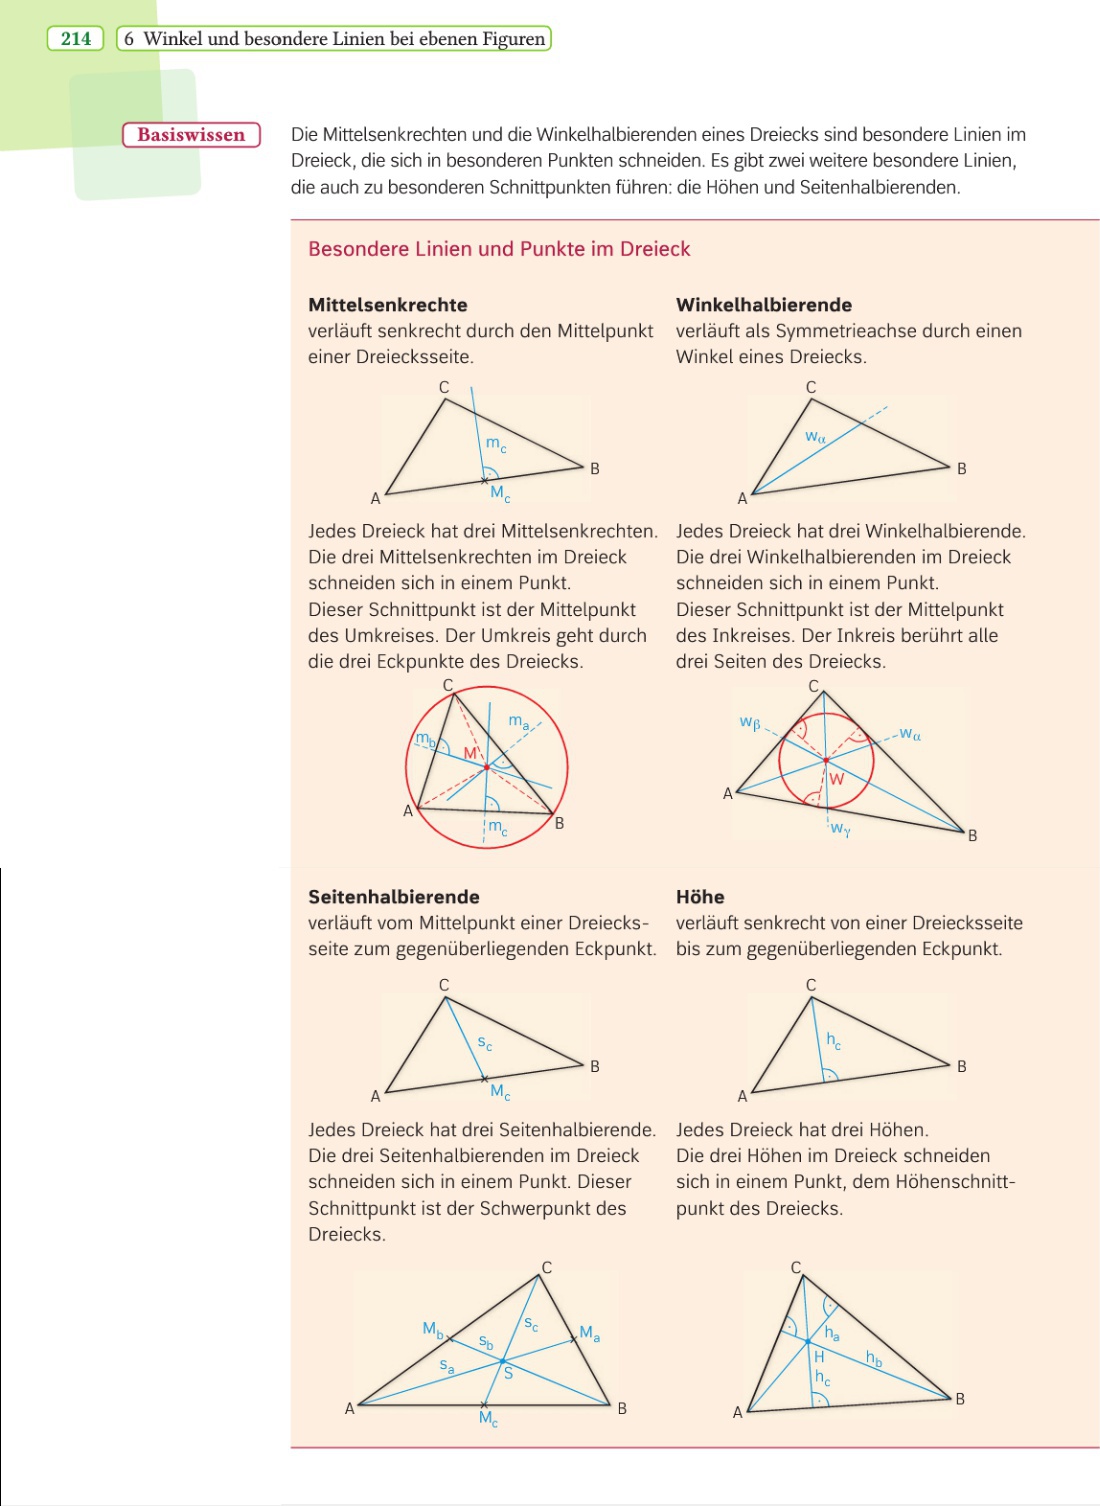 214
6 Winkel und besondere Linien bei ebenen Figuren
Basiswissen
Die Mittelsenkrechten und die Winkelhalbierenden eines Dreiecks sind besondere Linien im
Dreieck, die sich in besonderen Punkten schneiden. Es gibt zwei weitere besondere Linien,
die auch zu besonderen Schnittpunkten führen: die Höhen und Seitenhalbierenden.
Besondere Linien und Punkte im Dreieck
Mittelsenkrechte
verläuft senkrecht durch den Mittelpunkt
einer Dreiecksseite.
C
m_c
B
A
M_c
Jedes Dreieck hat drei Mittelsenkrechten.
Die drei Mittelsenkrechten im Dreieck
schneiden sich in einem Punkt.
Dieser Schnittpunkt ist der Mittelpunkt
des Umkreises. Der Umkreis geht durch
die drei Eckpunkte des Dreiecks.
C
m_a
m_b
M
A
B
m_c
Winkelhalbierende
verläuft als Symmetrieachse durch einen
Winkel eines Dreiecks.
C
w_α
B
A
Jedes Dreieck hat drei Winkelhalbierende.
Die drei Winkelhalbierenden im Dreieck
schneiden sich in einem Punkt.
Dieser Schnittpunkt ist der Mittelpunkt
des Inkreises. Der Inkreis berührt alle
drei Seiten des Dreiecks.
C
w_β
w_α
W
A
w_γ
B
Seitenhalbierende
verläuft vom Mittelpunkt einer Dreiecks-
seite zum gegenüberliegenden Eckpunkt.
C
s_c
B
A
M_c
Jedes Dreieck hat drei Seitenhalbierende.
Die drei Seitenhalbierenden im Dreieck
schneiden sich in einem Punkt. Dieser
Schnittpunkt ist der Schwerpunkt des
Dreiecks.
C
M_b
s_c
M_a
s_b
s_a
S
A
B
M_c
Höhe
verläuft senkrecht von einer Dreiecksseite
bis zum gegenüberliegenden Eckpunkt.
C
h_c
B
A
Jedes Dreieck hat drei Höhen.
Die drei Höhen im Dreieck schneiden
sich in einem Punkt, dem Höhenschnitt-
punkt des Dreiecks.
C
h_a
H
h_b
h_c
A
B